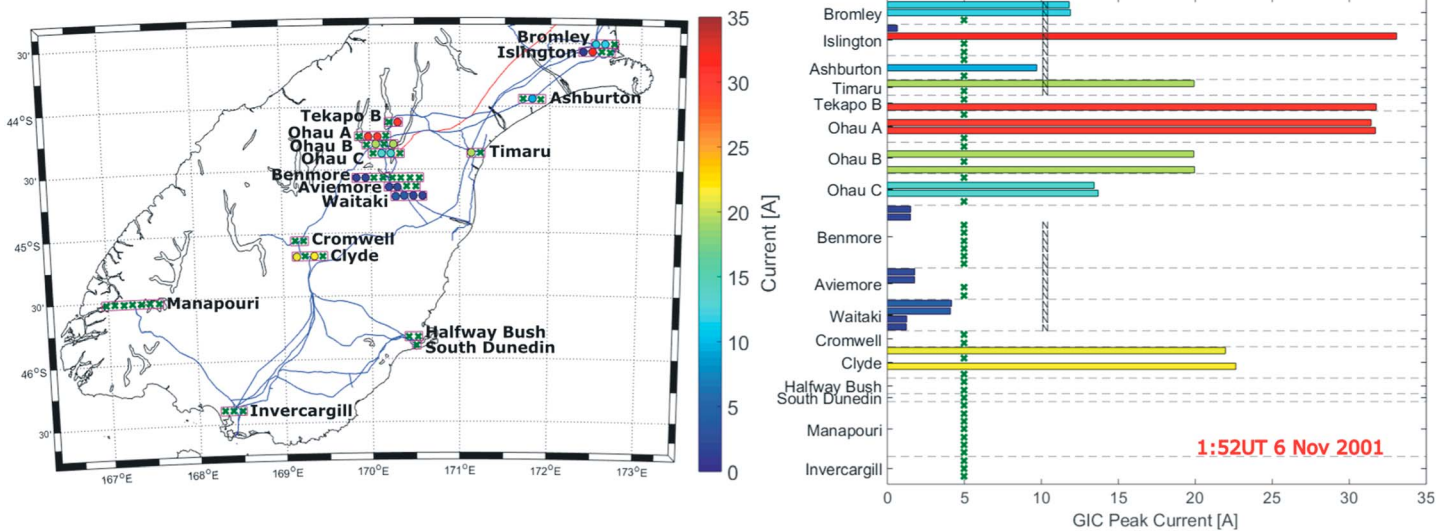 Bromley
Islington
Ashburton
Tekapo B
Ohau A
Ohau B
Ohau C
Timaru
Benmore
Aviemore
Waitaki
Cromwell
Clyde
Manapouri
Halfway Bush
South Dunedin
Invercargill
30'
44°S
30'
45°S
30'
46°S
30'
167°E
168°E
169°E
170°E
171°E
172°E
173°E
35
30
25
20
15
10
5
0
Current [A]
Bromley
Islington
Ashburton
Timaru
Tekapo B
Ohau A
Ohau B
Ohau C
Benmore
Aviemore
Waitaki
Cromwell
Clyde
Halfway Bush
South Dunedin
Manapouri
Invercargill
1:52UT 6 Nov 2001
0 5 10 15 20 25 30 35
GIC Peak Current [A]